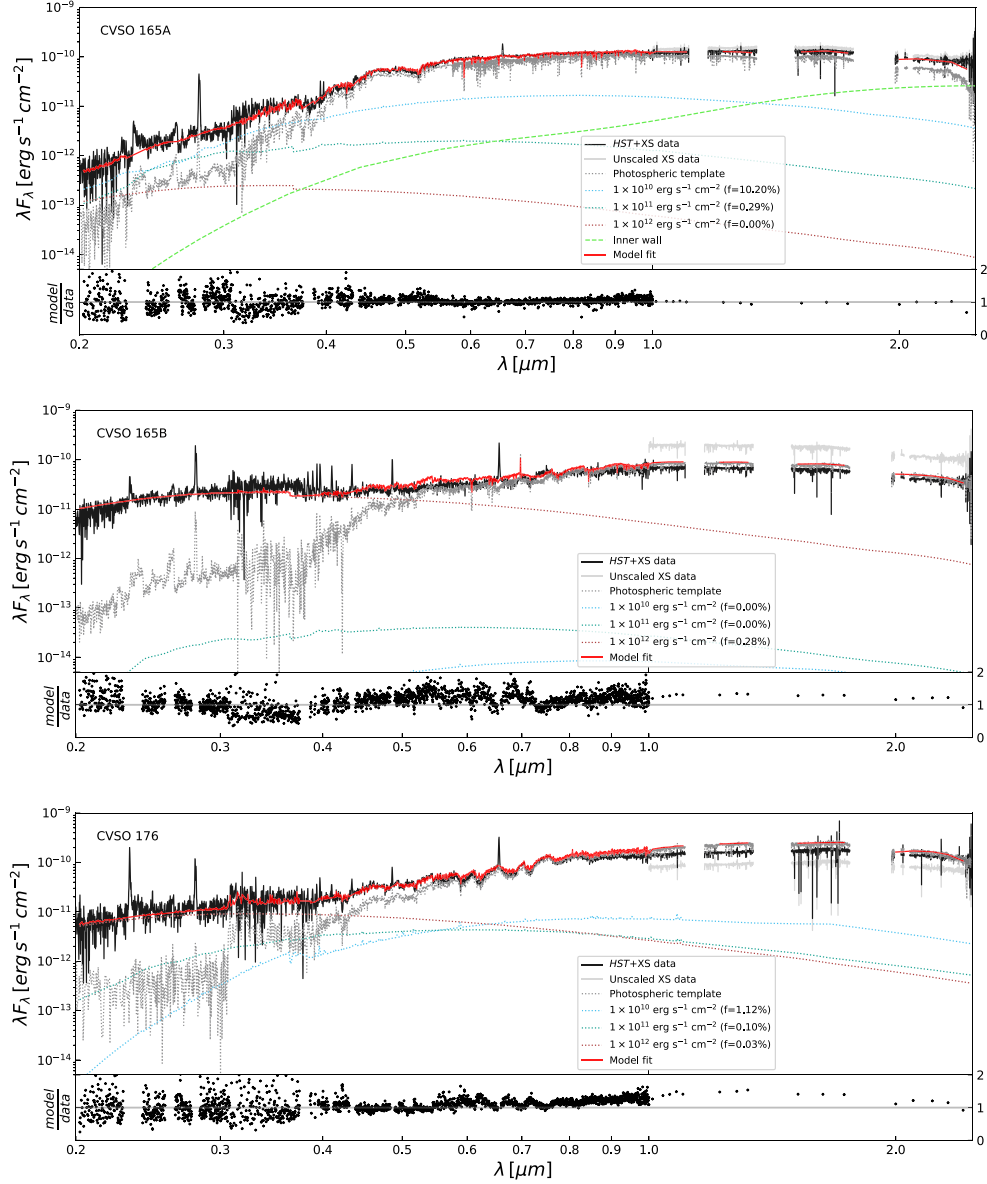 CVSO 165A
λF_λ [erg s⁻¹ cm⁻²]
10⁻⁹
10⁻¹⁰
10⁻¹¹
10⁻¹²
10⁻¹³
10⁻¹⁴
HST+XS data
Unscaled XS data
Photospheric template
1 × 10¹⁰ erg s⁻¹ cm⁻² (f=10.20%)
1 × 10¹¹ erg s⁻¹ cm⁻² (f=0.29%)
1 × 10¹² erg s⁻¹ cm⁻² (f=0.00%)
Inner wall
Model fit
model
data
2
1
0
0.2 0.3 0.4 0.5 0.6 0.7 0.8 0.9 1.0 2.0
λ [μm]
CVSO 165B
λF_λ [erg s⁻¹ cm⁻²]
10⁻⁹
10⁻¹⁰
10⁻¹¹
10⁻¹²
10⁻¹³
10⁻¹⁴
HST+XS data
Unscaled XS data
Photospheric template
1 × 10¹⁰ erg s⁻¹ cm⁻² (f=0.00%)
1 × 10¹¹ erg s⁻¹ cm⁻² (f=0.00%)
1 × 10¹² erg s⁻¹ cm⁻² (f=0.28%)
Model fit
model
data
2
1
0
0.2 0.3 0.4 0.5 0.6 0.7 0.8 0.9 1.0 2.0
λ [μm]
CVSO 176
λF_λ [erg s⁻¹ cm⁻²]
10⁻⁹
10⁻¹⁰
10⁻¹¹
10⁻¹²
10⁻¹³
10⁻¹⁴
HST+XS data
Unscaled XS data
Photospheric template
1 × 10¹⁰ erg s⁻¹ cm⁻² (f=1.12%)
1 × 10¹¹ erg s⁻¹ cm⁻² (f=0.10%)
1 × 10¹² erg s⁻¹ cm⁻² (f=0.03%)
Model fit
model
data
2
1
0
0.2 0.3 0.4 0.5 0.6 0.7 0.8 0.9 1.0 2.0
λ [μm]